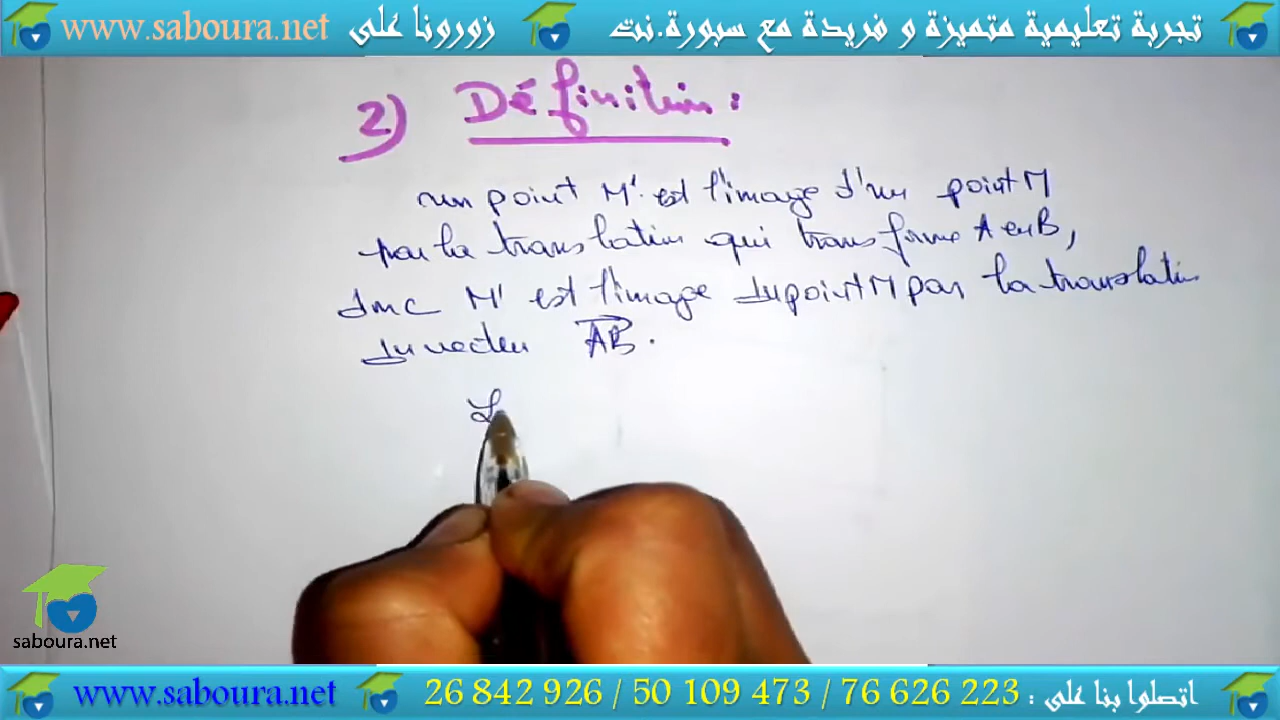 www.saboura.net زورونا على تجربة تعليمية متميزة و فريدة مع سبورة.نت
2) Définition :
un point M' est l'image d'un point M
par la translation qui transforme A en B,
donc M' est l'image du point M par la translation
du vecteur AB.
saboura.net
www.saboura.net 26 842 926 / 50 109 473 / 76 626 223 : اتصلوا بنا على